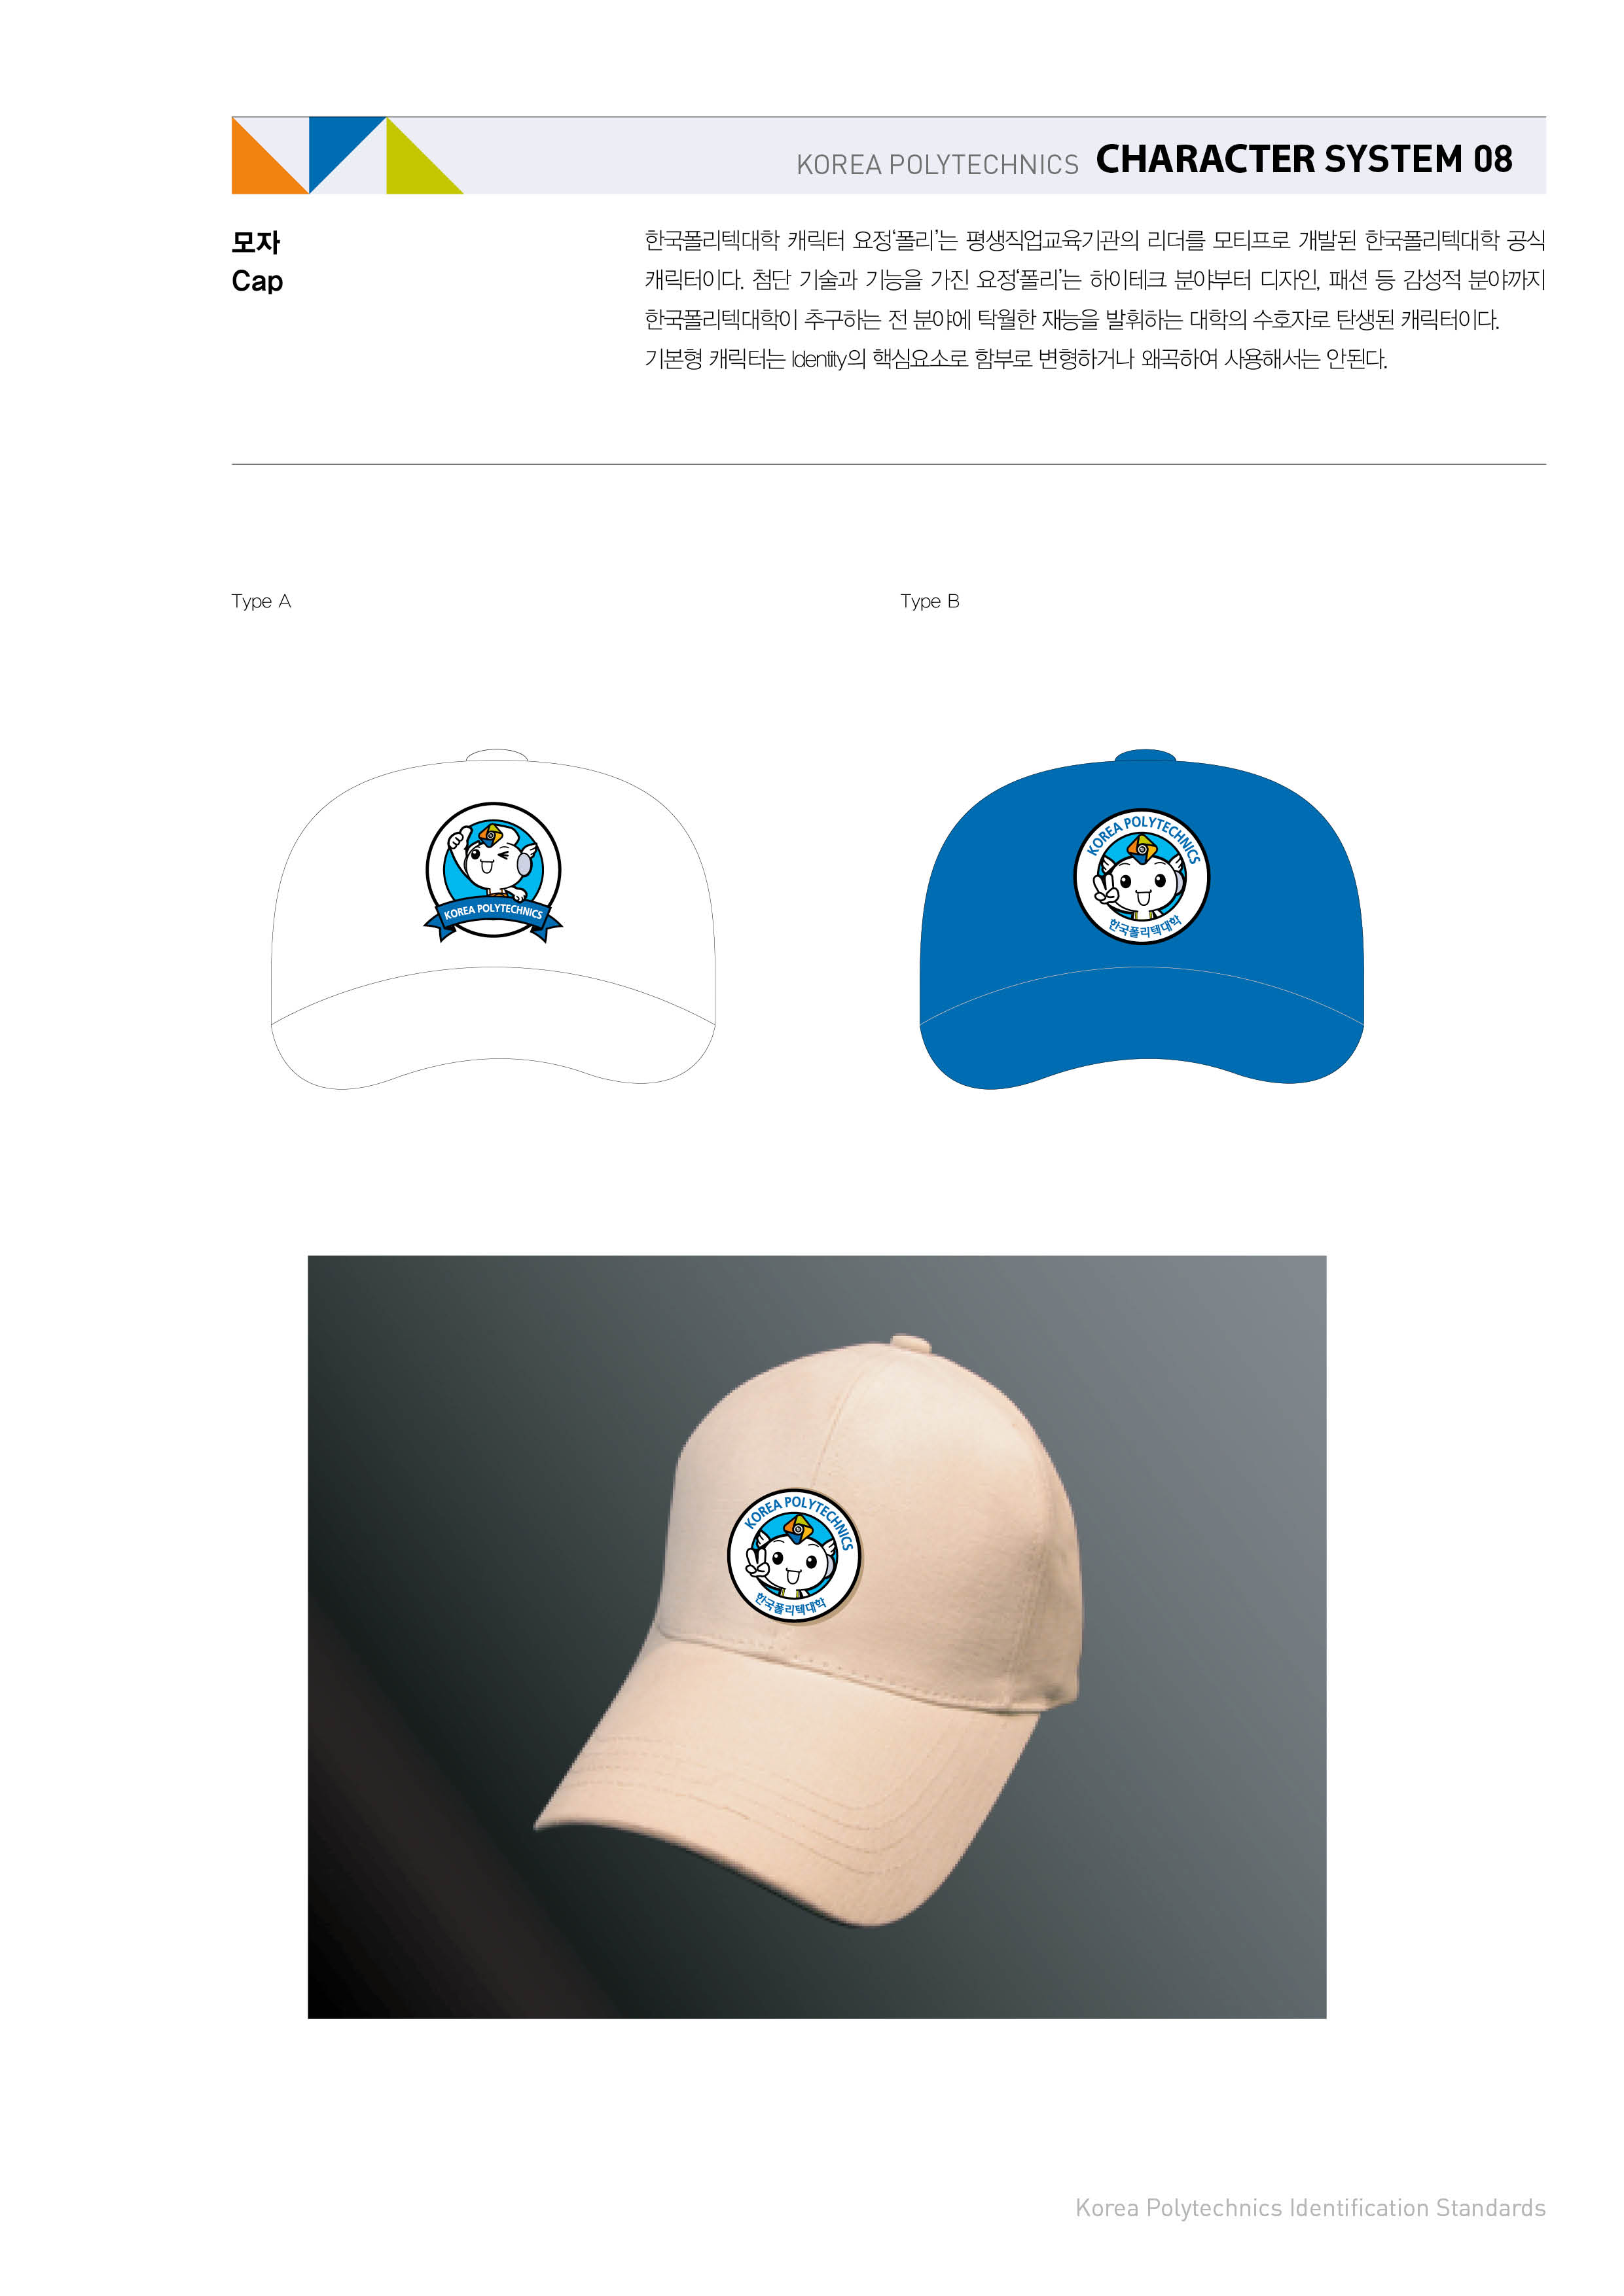 KOREA POLYTECHNICS CHARACTER SYSTEM 08
모자
Cap
한국폴리텍대학 캐릭터 요정‘폴리’는 평생직업교육기관의 리더를 모티프로 개발된 한국폴리텍대학 공식
캐릭터이다. 첨단 기술과 기능을 가진 요정‘폴리’는 하이테크 분야부터 디자인, 패션 등 감성적 분야까지
한국폴리텍대학이 추구하는 전 분야에 탁월한 재능을 발휘하는 대학의 수호자로 탄생된 캐릭터이다.
기본형 캐릭터는 Identity의 핵심요소로 함부로 변형하거나 왜곡하여 사용해서는 안된다.
Type A
Type B
KOREA POLYTECHNICS
KOREA POLYTECHNICS
한국폴리텍대학
KOREA POLYTECHNICS
한국폴리텍대학
Korea Polytechnics Identification Standards